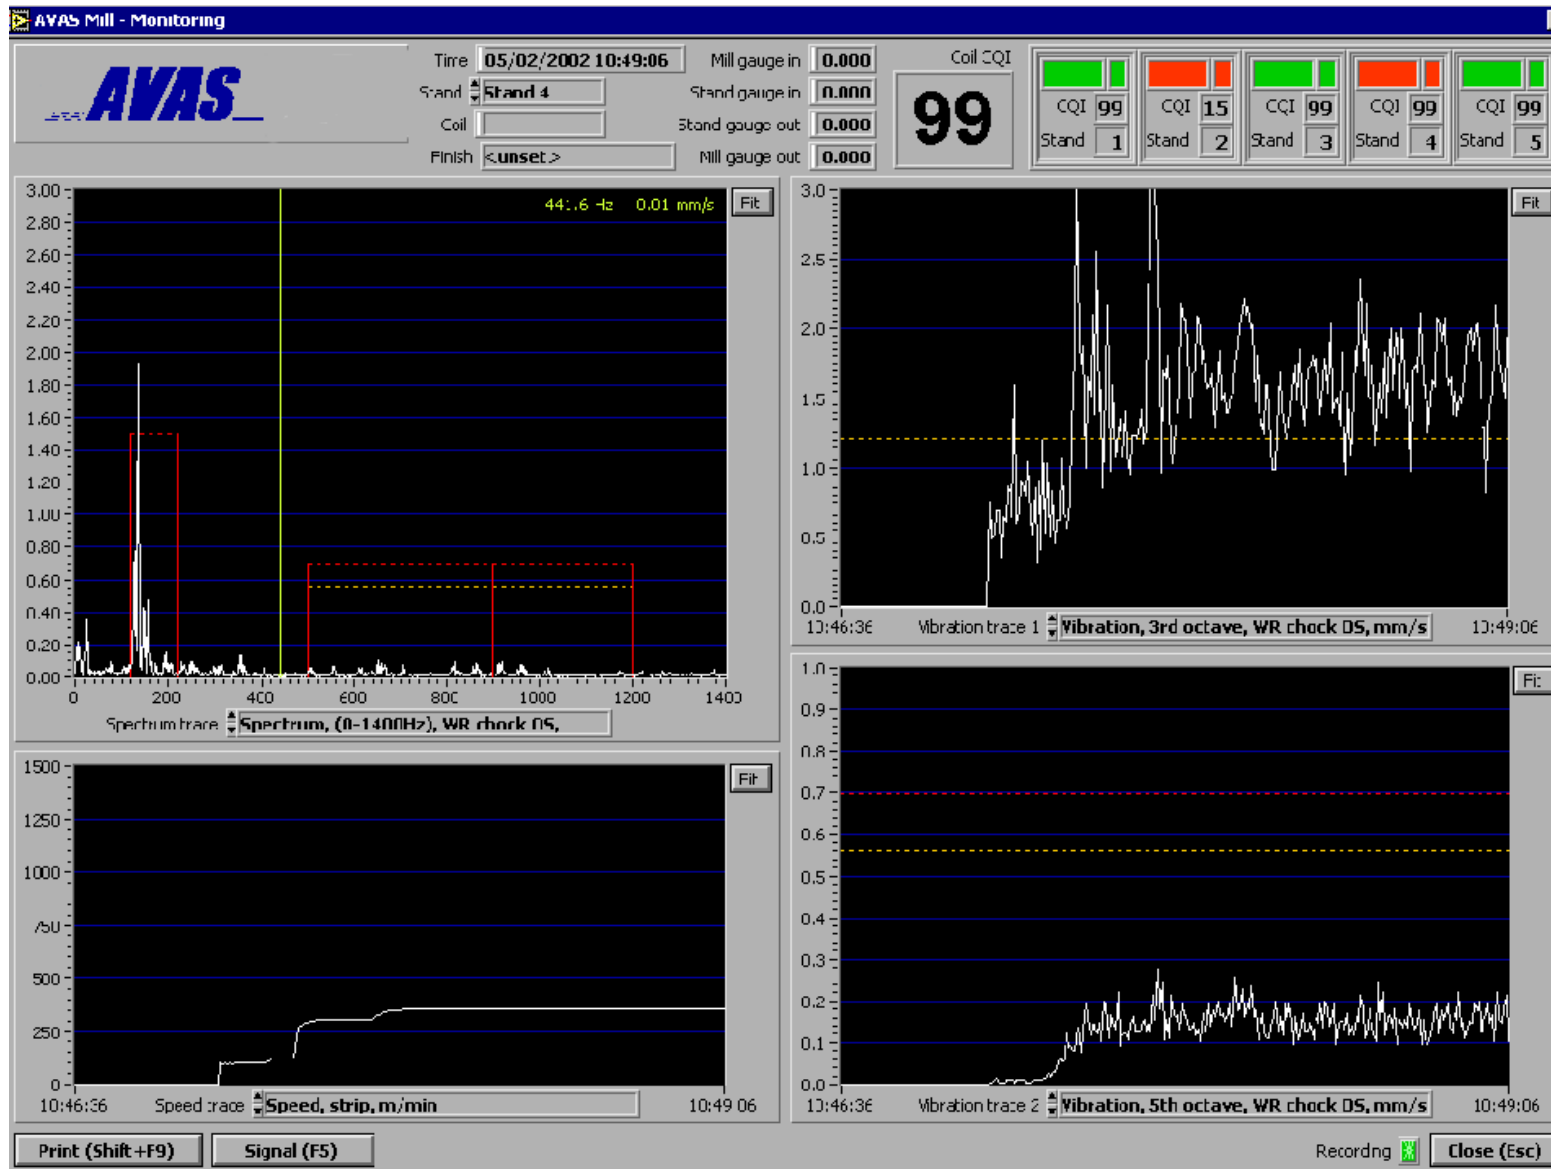 AVAS Mill - Monitoring
AVAS
Time 05/02/2002 10:49:06
Stand Stand 4
Coil
Finish <unset>
Mill gauge in 0.000
Stand gauge in 0.000
Stand gauge out 0.000
Mill gauge out 0.000
Coil CQI
99
CQI 99 CQI 15 CQI 99 CQI 99 CQI 99
Stand 1 Stand 2 Stand 3 Stand 4 Stand 5
441.6 Hz 0.01 mm/s
Fit
3.00
2.80
2.60
2.40
2.20
2.00
1.80
1.60
1.40
1.20
1.00
0.80
0.60
0.40
0.20
0.00
0 200 400 600 800 1000 1200 1400
Spectrum trace Spectrum, (0-1400Hz), WR chock OS,
Fit
3.0
2.5
2.0
1.5
1.0
0.5
0.0
10:46:36 Vibration trace 1 Vibration, 3rd octave, WR chock OS, mm/s 10:49:06
Fit
1500
1250
1000
750
500
250
0
10:46:36 Speed trace Speed, strip, m/min 10:49:06
Fit
1.0
0.9
0.8
0.7
0.6
0.5
0.4
0.3
0.2
0.1
0.0
10:46:36 Vibration trace 2 Vibration, 5th octave, WR chock OS, mm/s 10:49:06
Print (Shift+F9) Signal (F5) Recording Close (Esc)